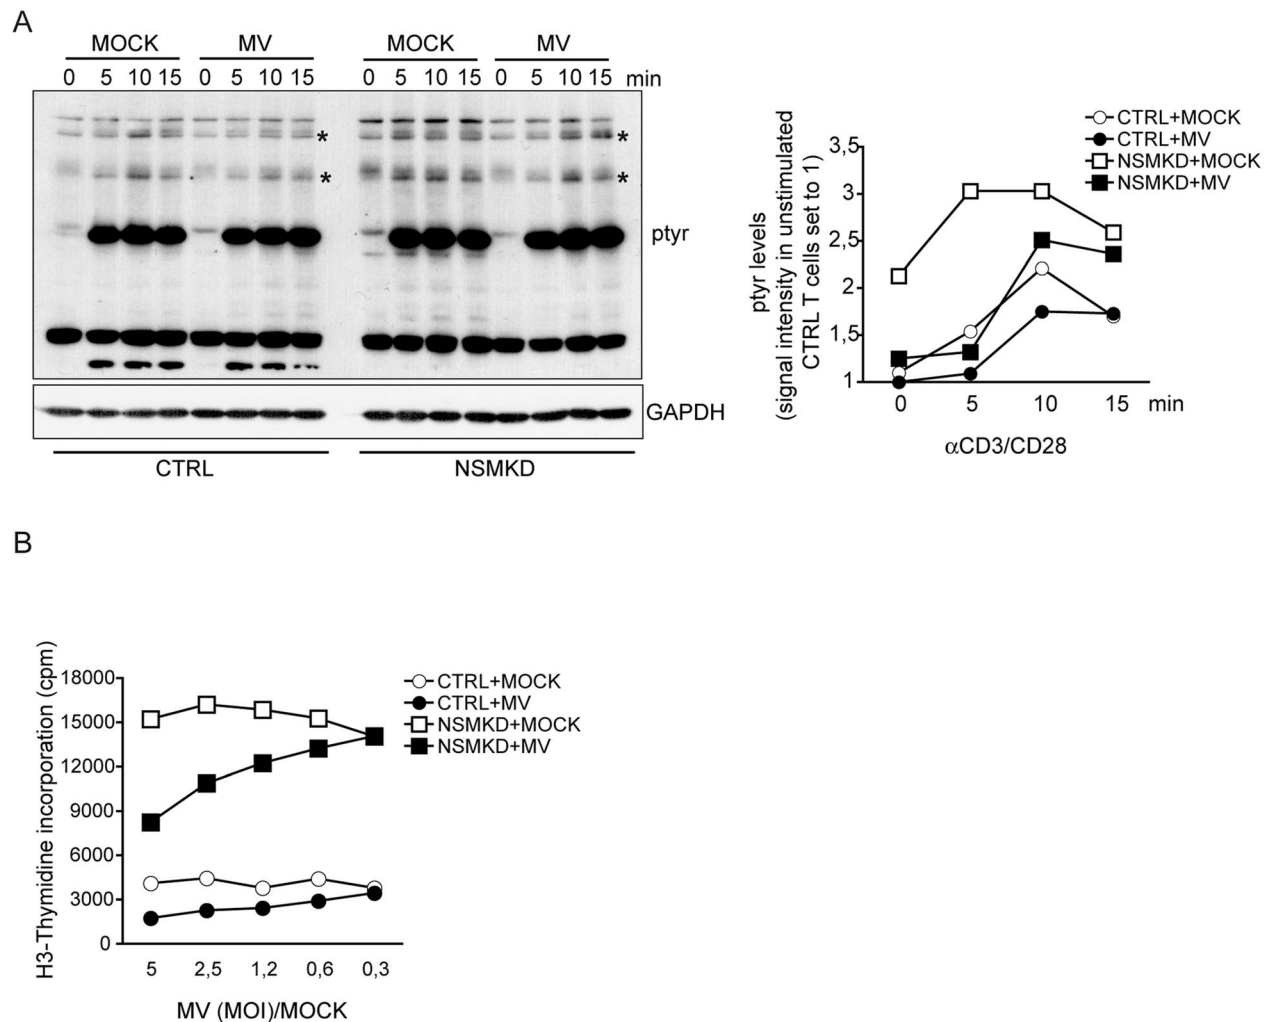 A
MOCK MV MOCK MV
0 5 10 15 0 5 10 15 0 5 10 15 0 5 10 15 min
*
*
*
*
ptyr
GAPDH
CTRL NSMKD
CTRL+MOCK
CTRL+MV
NSMKD+MOCK
NSMKD+MV
ptyr levels
(signal intensity in unstimulated
CTRL T cells set to 1)
3,5
3
2,5
2
1,5
1
0 5 10 15 min
αCD3/CD28
B
H3-Thymidine incorporation (cpm)
18000
15000
12000
9000
6000
3000
0
CTRL+MOCK
CTRL+MV
NSMKD+MOCK
NSMKD+MV
5 2,5 1,2 0,6 0,3
MV (MOI)/MOCK